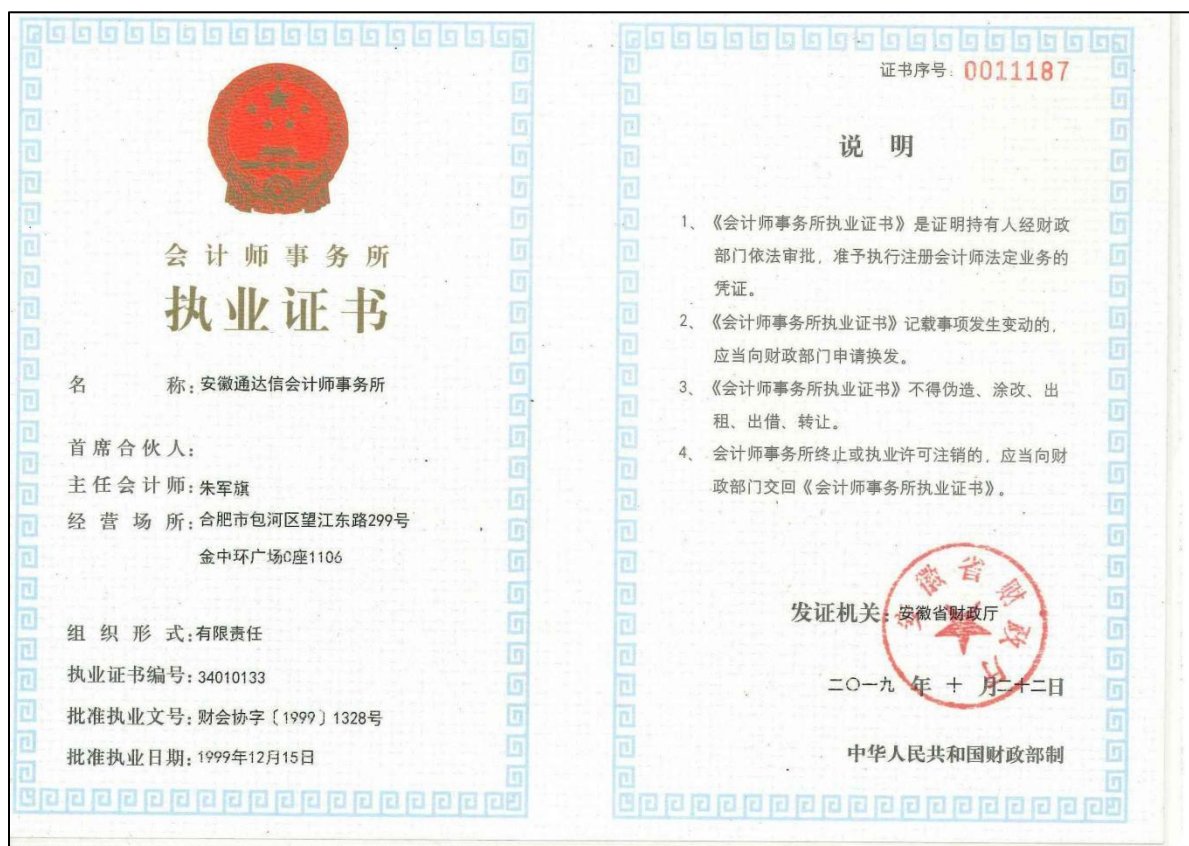 会计师事务所
执业证书
名 称：安徽通达信会计师事务所
首席合伙人：
主任会计师：朱军旗
经营场所：合肥市包河区望江东路299号
金中环广场C座1106
组织形式：有限责任
执业证书编号：34010133
批准执业文号：财会协字〔1999〕1328号
批准执业日期：1999年12月15日
证书序号：0011187
说 明
1、《会计师事务所执业证书》是证明持有人经财政
部门依法审批，准予执行注册会计师法定业务的
凭证。
2、《会计师事务所执业证书》记载事项发生变动的，
应当向财政部门申请换发。
3、《会计师事务所执业证书》不得伪造、涂改、出
租、出借、转让。
4、会计师事务所终止或执业许可注销的，应当向财
政部门交回《会计师事务所执业证书》。
安徽省财政厅
发证机关：安徽省财政厅
二〇一九 年 十 月二十二日
中华人民共和国财政部制